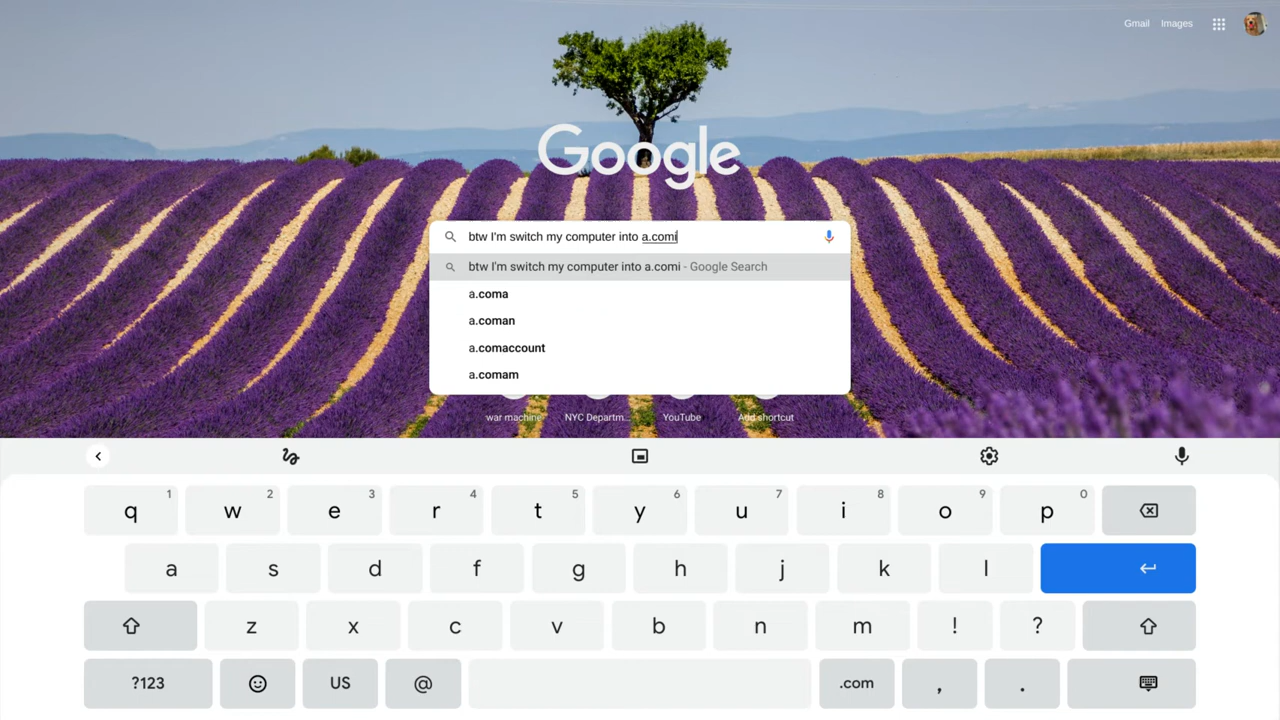 Gmail Images
Google
btw I'm switch my computer into a.comi
btw I'm switch my computer into a.comi - Google Search
a.coma
a.coman
a.comaccount
a.comam
war machine NYC Departm... YouTube Add shortcut
q 1 w 2 e 3 r 4 t 5 y 6 u 7 i 8 o 9 p 0
a s d f g h j k l
z x c v b n m ! ?
?123 US @ .com , .